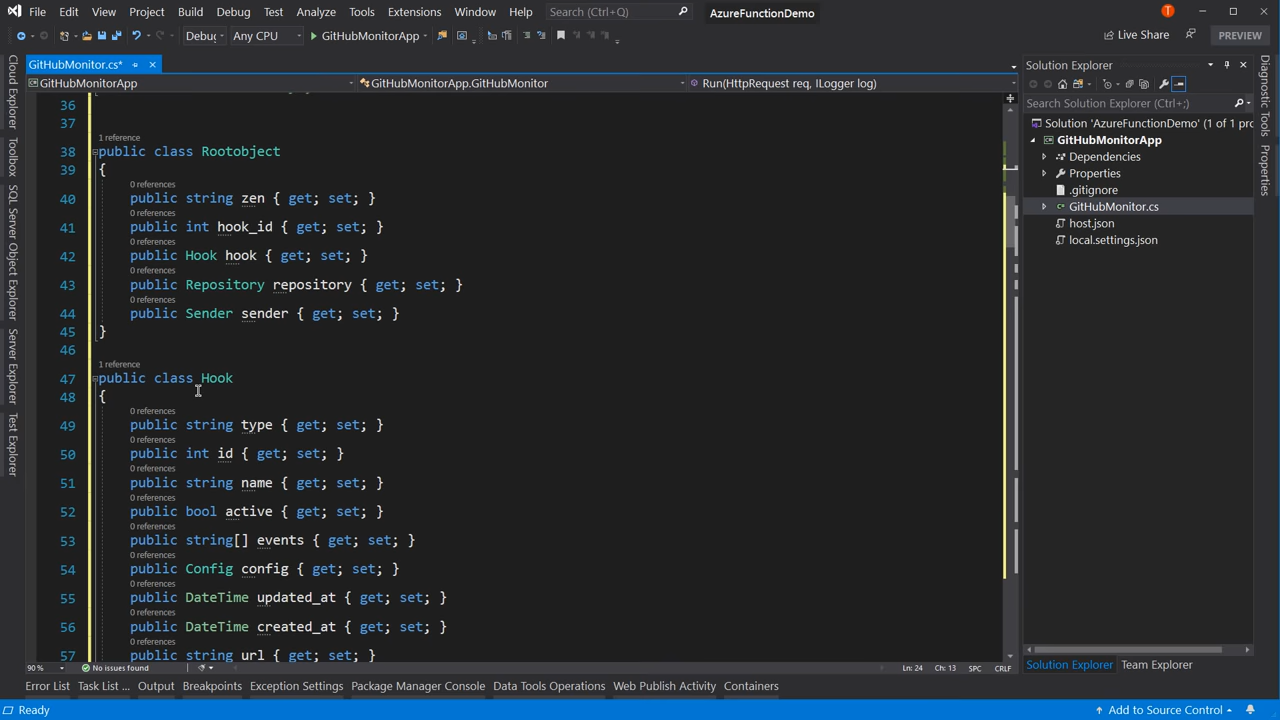 File Edit View Project Build Debug Test Analyze Tools Extensions Window Help Search (Ctrl+Q) AzureFunctionDemo T
Debug Any CPU GitHubMonitorApp Live Share PREVIEW
GitHubMonitor.cs*
GitHubMonitorApp GitHubMonitorApp.GitHubMonitor Run(HttpRequest req, ILogger log)
36
37
1 reference
38 public class Rootobject
39 {
0 references
40 public string zen { get; set; }
0 references
41 public int hook_id { get; set; }
0 references
42 public Hook hook { get; set; }
0 references
43 public Repository repository { get; set; }
0 references
44 public Sender sender { get; set; }
45 }
46
1 reference
47 public class Hook
48 {
0 references
49 public string type { get; set; }
0 references
50 public int id { get; set; }
0 references
51 public string name { get; set; }
0 references
52 public bool active { get; set; }
0 references
53 public string[] events { get; set; }
0 references
54 public Config config { get; set; }
0 references
55 public DateTime updated_at { get; set; }
0 references
56 public DateTime created_at { get; set; }
0 references
57 public string url { get; set; }
90 % No issues found Ln: 24 Ch: 13 SPC CRLF
Cloud Explorer
Toolbox
SQL Server Object Explorer
Server Explorer
Test Explorer
Solution Explorer
Search Solution Explorer (Ctrl+;)
Solution 'AzureFunctionDemo' (1 of 1 pro
GitHubMonitorApp
Dependencies
Properties
.gitignore
GitHubMonitor.cs
host.json
local.settings.json
Solution Explorer Team Explorer
Diagnostic Tools
Properties
Error List Task List ... Output Breakpoints Exception Settings Package Manager Console Data Tools Operations Web Publish Activity Containers
Ready Add to Source Control